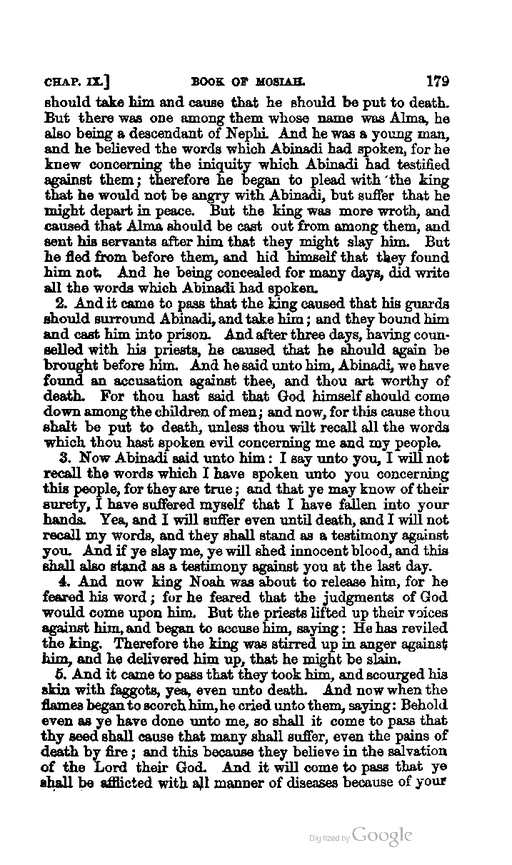 CHAP. IX.] BOOK OF MOSIAH. 179
should take him and cause that he should be put to death.
But there was one among them whose name was Alma, he
also being a descendant of Nephi. And he was a young man,
and he believed the words which Abinadi had spoken, for he
knew concerning the iniquity which Abinadi had testified
against them; therefore he began to plead with the king
that he would not be angry with Abinadi, but suffer that he
might depart in peace. But the king was more wroth, and
caused that Alma should be cast out from among them, and
sent his servants after him that they might slay him. But
he fled from before them, and hid himself that they found
him not. And he being concealed for many days, did write
all the words which Abinadi had spoken.
2. And it came to pass that the king caused that his guards
should surround Abinadi, and take him; and they bound him
and cast him into prison. And after three days, having coun-
selled with his priests, he caused that he should again be
brought before him. And he said unto him, Abinadi, we have
found an accusation against thee, and thou art worthy of
death. For thou hast said that God himself should come
down among the children of men; and now, for this cause thou
shalt be put to death, unless thou wilt recall all the words
which thou hast spoken evil concerning me and my people.
3. Now Abinadi said unto him: I say unto you, I will not
recall the words which I have spoken unto you concerning
this people, for they are true; and that ye may know of their
surety, I have suffered myself that I have fallen into your
hands. Yea, and I will suffer even until death, and I will not
recall my words, and they shall stand as a testimony against
you. And if ye slay me, ye will shed innocent blood, and this
shall also stand as a testimony against you at the last day.
4. And now king Noah was about to release him, for he
feared his word; for he feared that the judgments of God
would come upon him. But the priests lifted up their voices
against him, and began to accuse him, saying: He has reviled
the king. Therefore the king was stirred up in anger against
him, and he delivered him up, that he might be slain.
5. And it came to pass that they took him, and scourged his
skin with faggots, yea, even unto death. And now when the
flames began to scorch him, he cried unto them, saying: Behold
even as ye have done unto me, so shall it come to pass that
thy seed shall cause that many shall suffer, even the pains of
death by fire; and this because they believe in the salvation
of the Lord their God. And it will come to pass that ye
shall be afflicted with all manner of diseases because of your
Digitized by Google